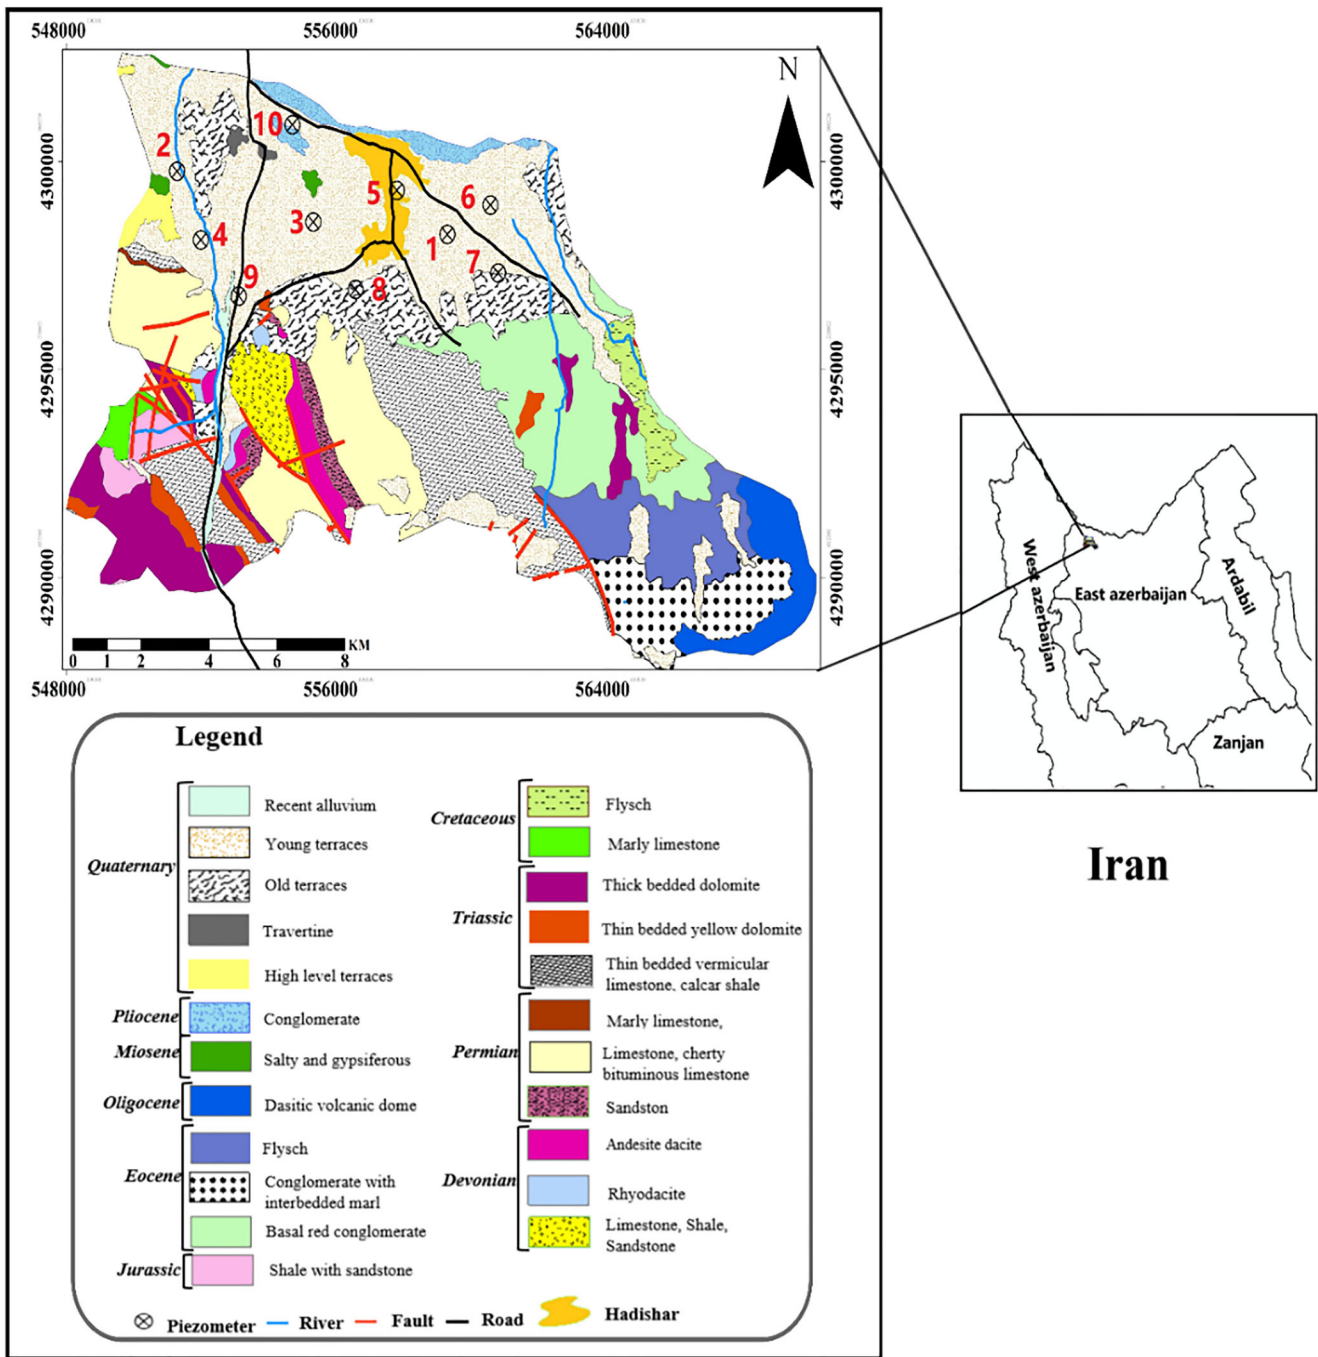 548000 556000 564000
N
10
2
4300000
4300000
5
6
3
4
1
7
9
8
4295000
4295000
4290000
4290000
KM
0 1 2 4 6 8
548000 556000 564000
West azerbaijan
East azerbaijan
Ardabil
Zanjan
Iran
Legend
Quaternary
Recent alluvium
Young terraces
Old terraces
Travertine
High level terraces
Pliocene
Conglomerate
Miosene
Salty and gypsiferous
Oligocene
Dasitic volcanic dome
Eocene
Flysch
Conglomerate with
interbedded marl
Basal red conglomerate
Jurassic
Shale with sandstone
Cretaceous
Flysch
Marly limestone
Triassic
Thick bedded dolomite
Thin bedded yellow dolomite
Thin bedded vermicular
limestone, calcar shale
Permian
Marly limestone,
Limestone, cherty
bituminous limestone
Sandston
Devonian
Andesite dacite
Rhyodacite
Limestone, Shale,
Sandstone
Piezometer River Fault Road Hadishar